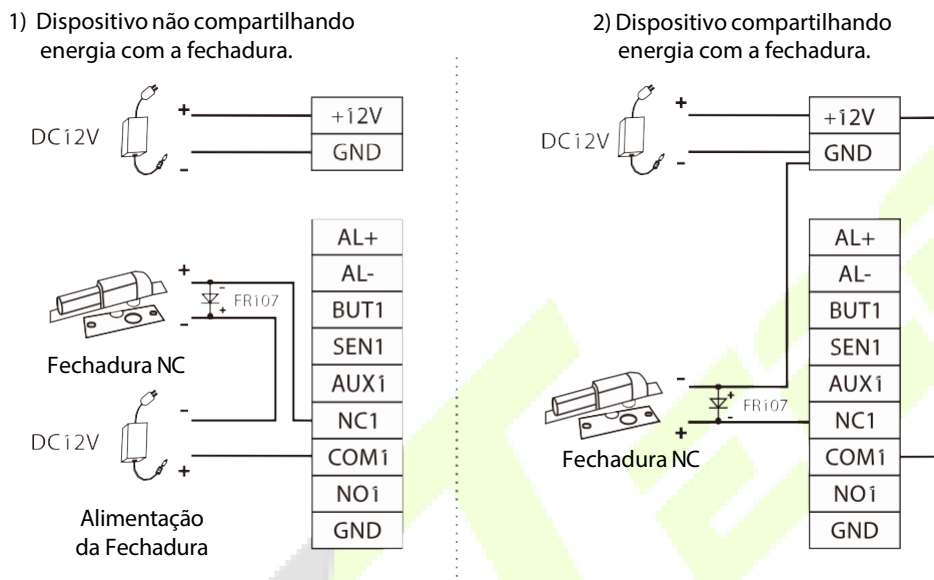 1) Dispositivo não compartilhando
energia com a fechadura.
DC12V
+
-
+12V
GND
AL+
AL-
BUT1
SEN1
AUX1
NC1
COM1
NO1
GND
+
-
-
+
FR107
Fechadura NC
DC12V
-
+
Alimentação
da Fechadura
2) Dispositivo compartilhando
energia com a fechadura.
DC12V
+
-
+12V
GND
AL+
AL-
BUT1
SEN1
AUX1
NC1
COM1
NO1
GND
-
+
+
-
FR107
Fechadura NC